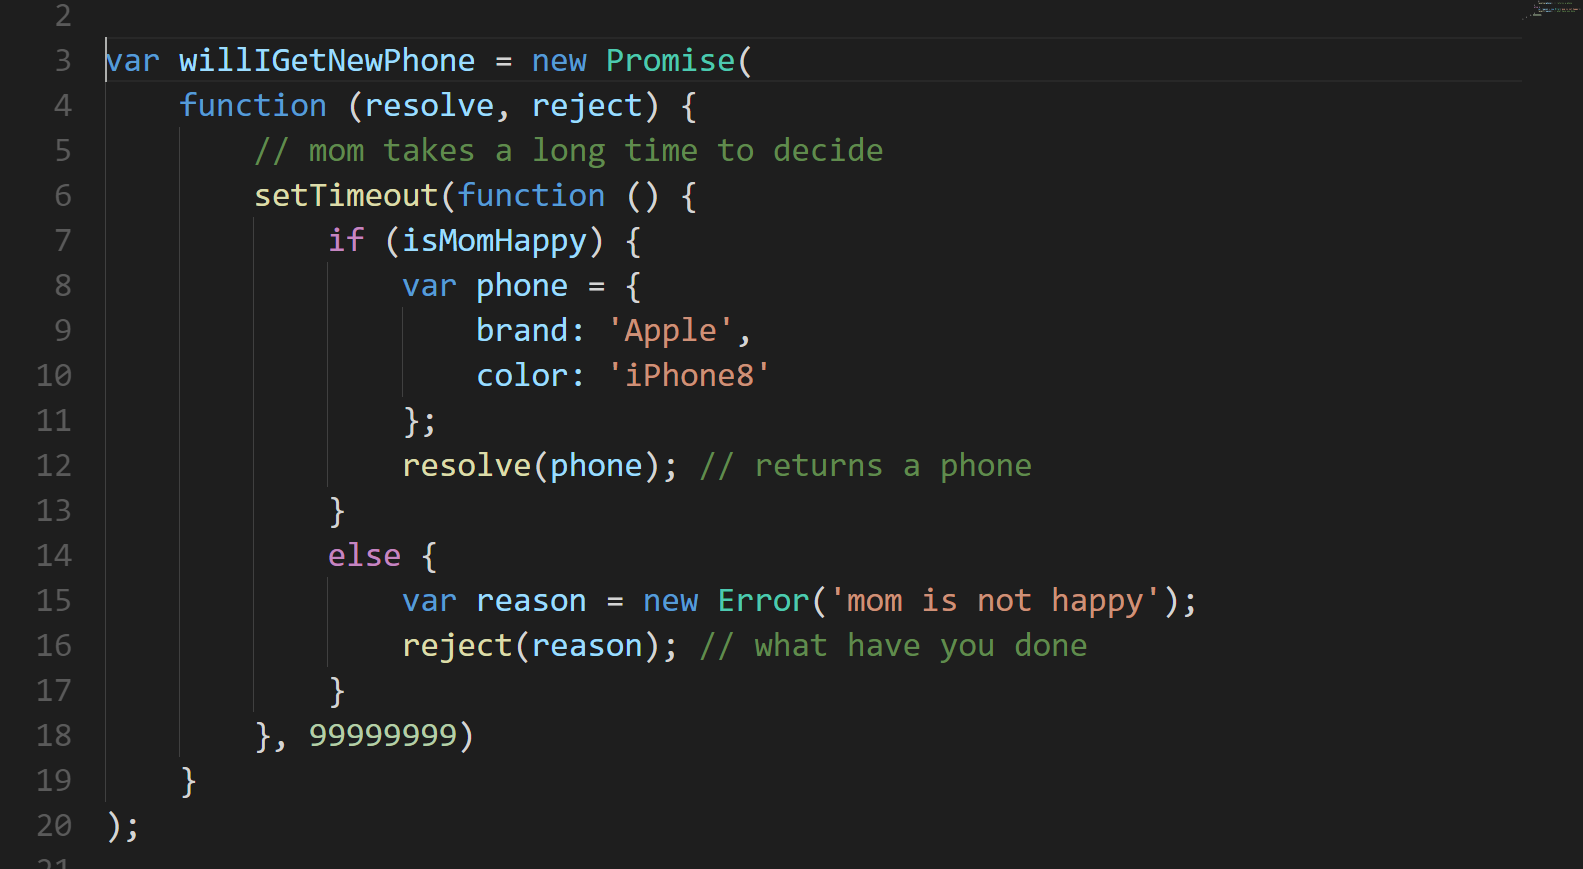 2
3 var willIGetNewPhone = new Promise(
4     function (resolve, reject) {
5         // mom takes a long time to decide
6         setTimeout(function () {
7             if (isMomHappy) {
8                 var phone = {
9                     brand: 'Apple',
10                     color: 'iPhone8'
11                 };
12                 resolve(phone); // returns a phone
13             }
14             else {
15                 var reason = new Error('mom is not happy');
16                 reject(reason); // what have you done
17             }
18         }, 99999999)
19     }
20 );
21